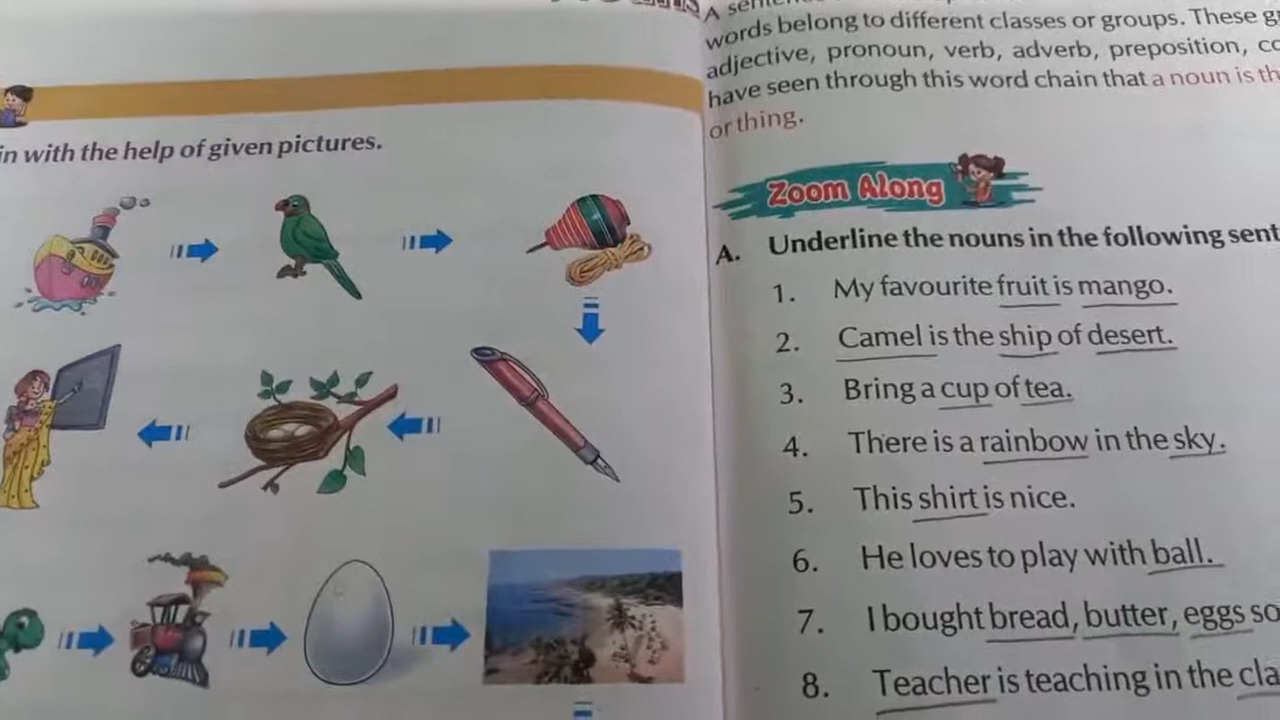 in with the help of given pictures.
A
words belong to different classes or groups. These
adjective, pronoun, verb, adverb, preposition,
have seen through this word chain that a noun is
or thing.
Zoom Along
A. Underline the nouns in the following
1. My favourite fruit is mango.
2. Camel is the ship of desert.
3. Bring a cup of tea.
4. There is a rainbow in the sky.
5. This shirt is nice.
6. He loves to play with ball.
7. I bought bread, butter, eggs
8. Teacher is teaching in the